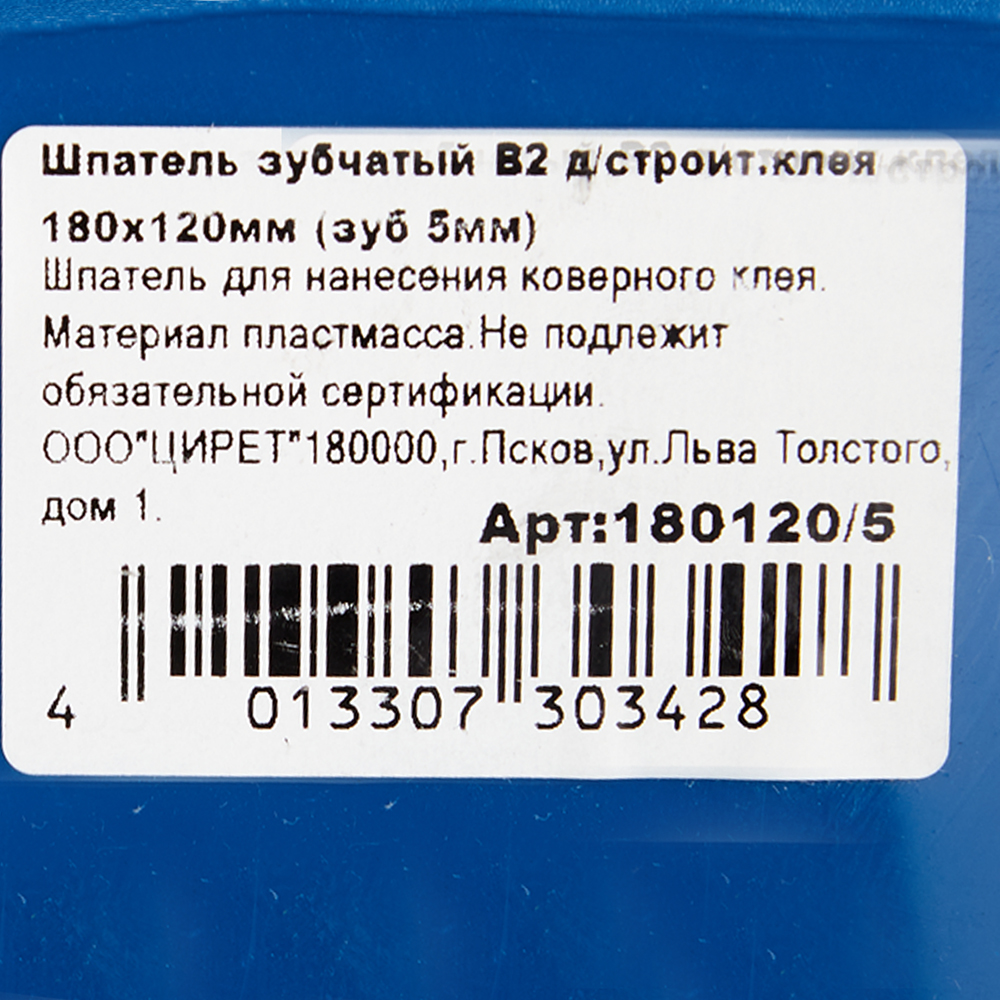 Шпатель зубчатый В2 д/строит.клея
180х120мм (зуб 5мм)
Шпатель для нанесения коверного клея.
Материал пластмасса.Не подлежит
обязательной сертификации.
ООО"ЦИРЕТ"180000,г.Псков,ул.Льва Толстого,
дом 1.
Арт:180120/5
4 013307 303428